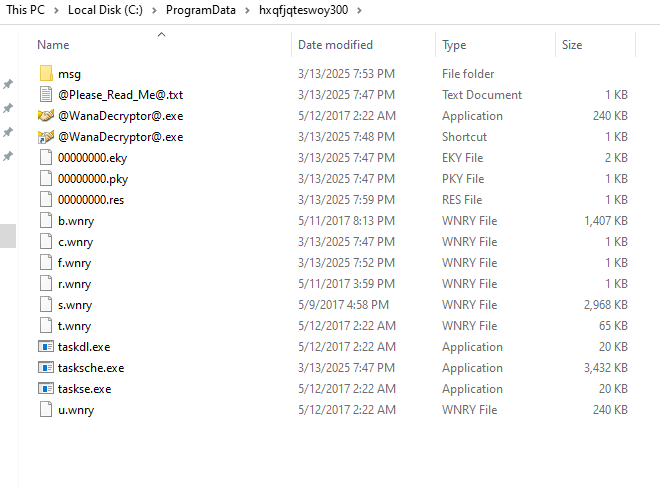 This PC > Local Disk (C:) > ProgramData > hxqfjqteswoy300 >
Name Date modified Type Size
msg 3/13/2025 7:53 PM File folder
@Please_Read_Me@.txt 3/13/2025 7:47 PM Text Document 1 KB
@WanaDecryptor@.exe 5/12/2017 2:22 AM Application 240 KB
@WanaDecryptor@.exe 3/13/2025 7:48 PM Shortcut 1 KB
00000000.eky 3/13/2025 7:47 PM EKY File 2 KB
00000000.pky 3/13/2025 7:47 PM PKY File 1 KB
00000000.res 3/13/2025 7:59 PM RES File 1 KB
b.wnry 5/11/2017 8:13 PM WNRY File 1,407 KB
c.wnry 3/13/2025 7:47 PM WNRY File 1 KB
f.wnry 3/13/2025 7:52 PM WNRY File 1 KB
r.wnry 5/11/2017 3:59 PM WNRY File 1 KB
s.wnry 5/9/2017 4:58 PM WNRY File 2,968 KB
t.wnry 5/12/2017 2:22 AM WNRY File 65 KB
taskdl.exe 5/12/2017 2:22 AM Application 20 KB
tasksche.exe 3/13/2025 7:47 PM Application 3,432 KB
taskse.exe 5/12/2017 2:22 AM Application 20 KB
u.wnry 5/12/2017 2:22 AM WNRY File 240 KB